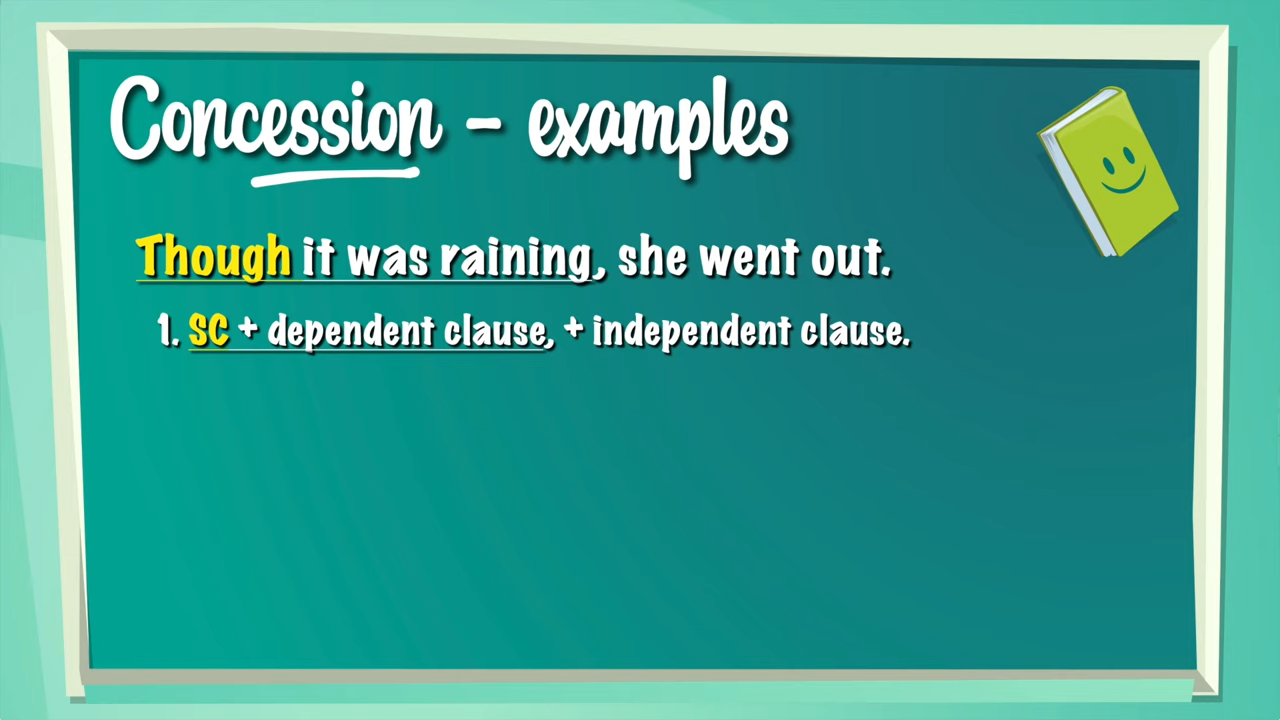 Concession - examples
Though it was raining, she went out.
1. SC + dependent clause, + independent clause.